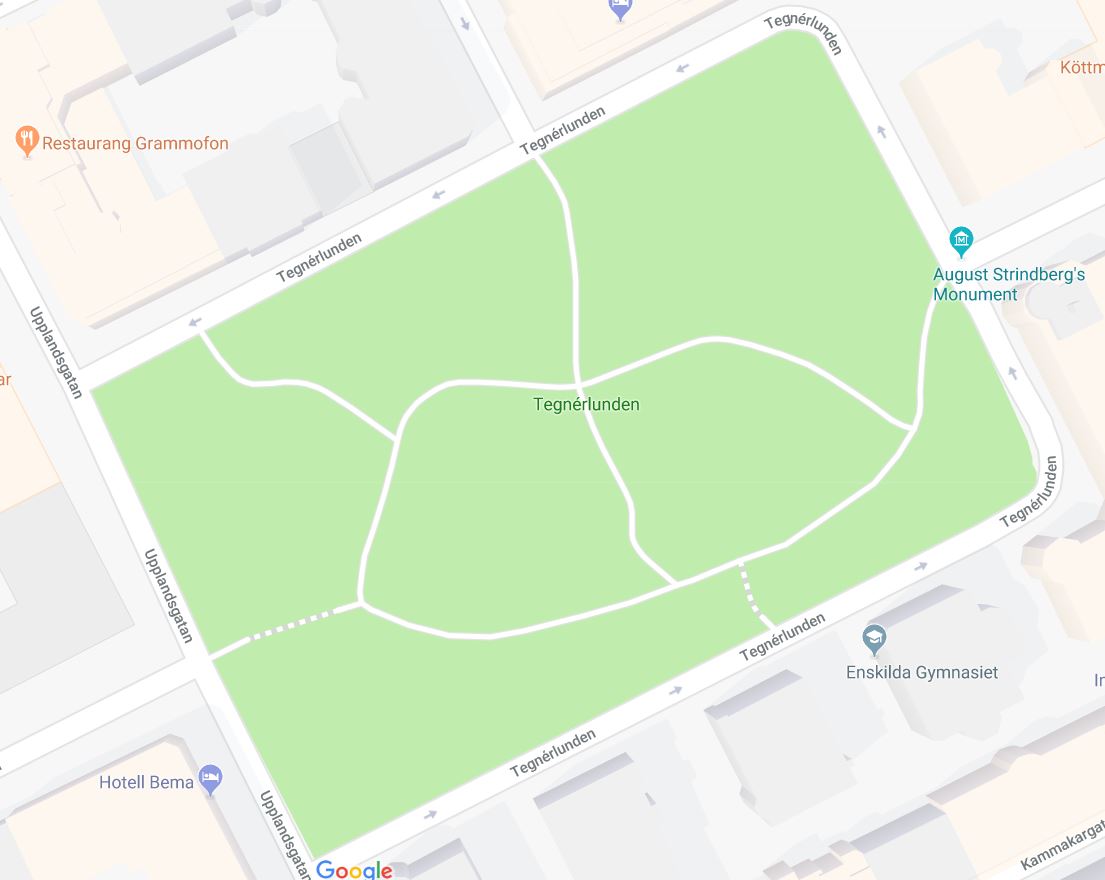 Tegnérlunden
Köttm
Tegnérlunden
Restaurang Grammofon
Tegnérlunden
August Strindberg's
Monument
Upplandsgatan
ar
Tegnérlunden
Tegnérlunden
Upplandsgatan
Tegnérlunden
Enskilda Gymnasiet
In
Tegnérlunden
Hotell Bema
Upplandsgatan
Kammakargat
Google